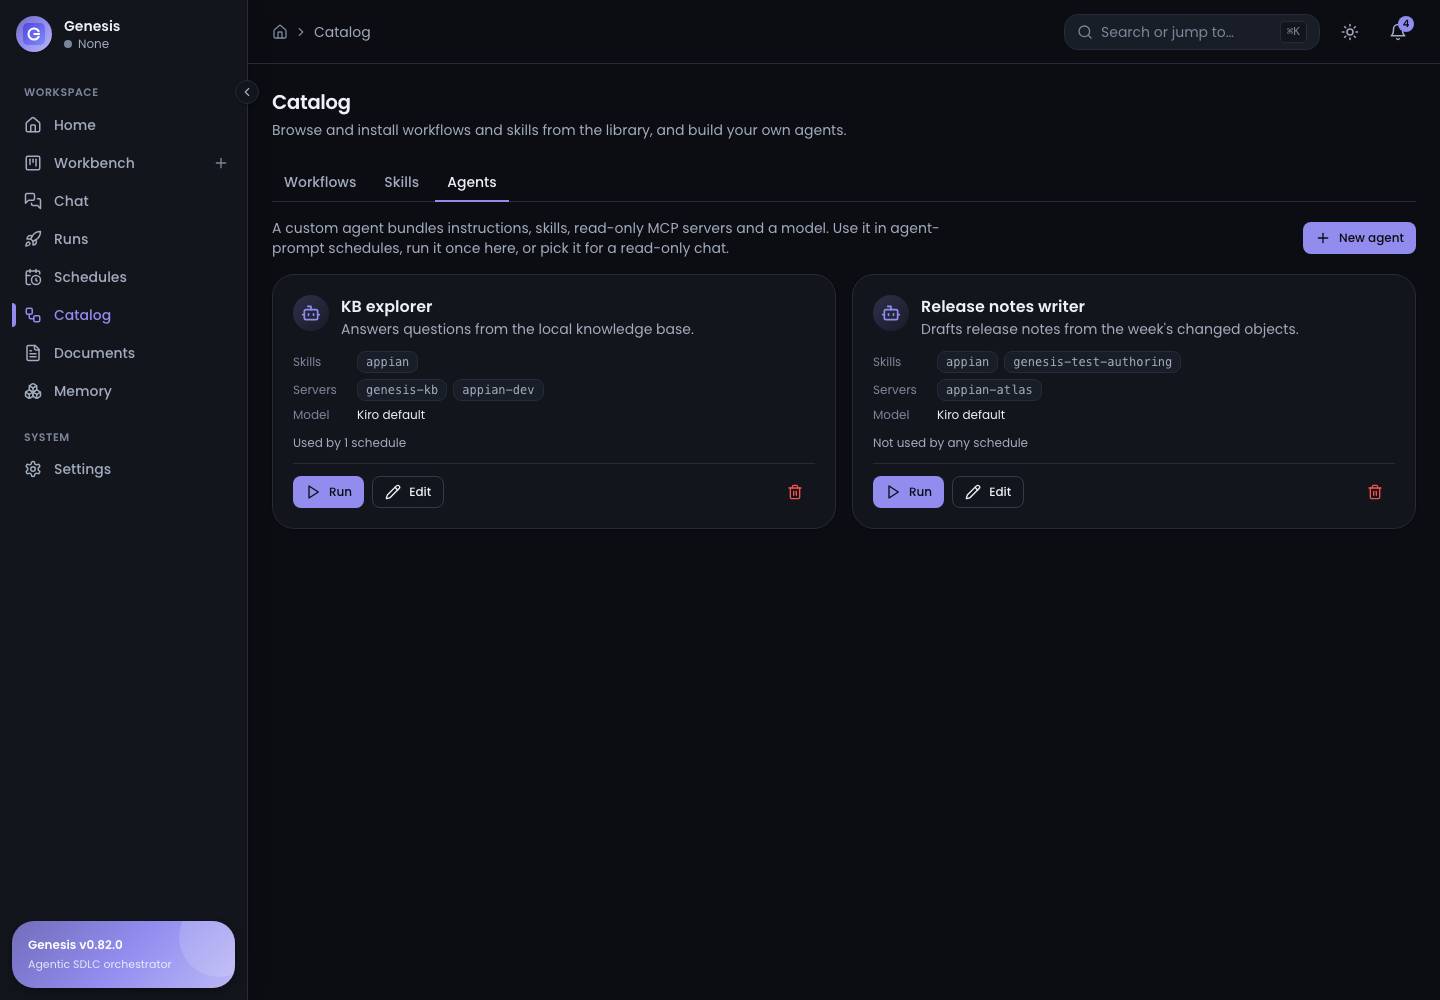 Genesis
None
WORKSPACE
Home
Workbench
Chat
Runs
Schedules
Catalog
Documents
Memory
SYSTEM
Settings
Genesis v0.82.0
Agentic SDLC orchestrator
Catalog
Search or jump to...
⌘K
4
Catalog
Browse and install workflows and skills from the library, and build your own agents.
Workflows
Skills
Agents
A custom agent bundles instructions, skills, read-only MCP servers and a model. Use it in agent-
prompt schedules, run it once here, or pick it for a read-only chat.
New agent
KB explorer
Answers questions from the local knowledge base.
Skills appian
Servers genesis-kb appian-dev
Model Kiro default
Used by 1 schedule
Run Edit
Release notes writer
Drafts release notes from the week's changed objects.
Skills appian genesis-test-authoring
Servers appian-atlas
Model Kiro default
Not used by any schedule
Run Edit